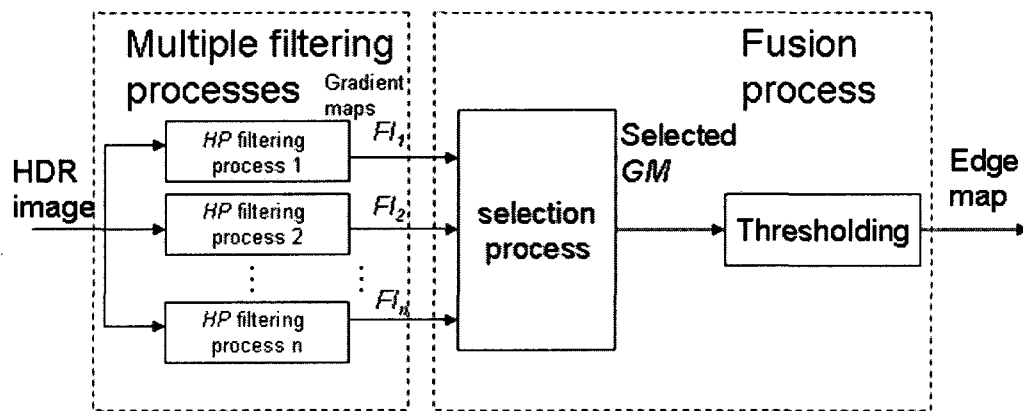 Multiple filtering
processes
Gradient
maps
Fusion
process
HDR
image
HP filtering
process 1
FI1
HP filtering
process 2
FI2
HP filtering
process n
FIn
selection
process
Selected
GM
Thresholding
Edge
map